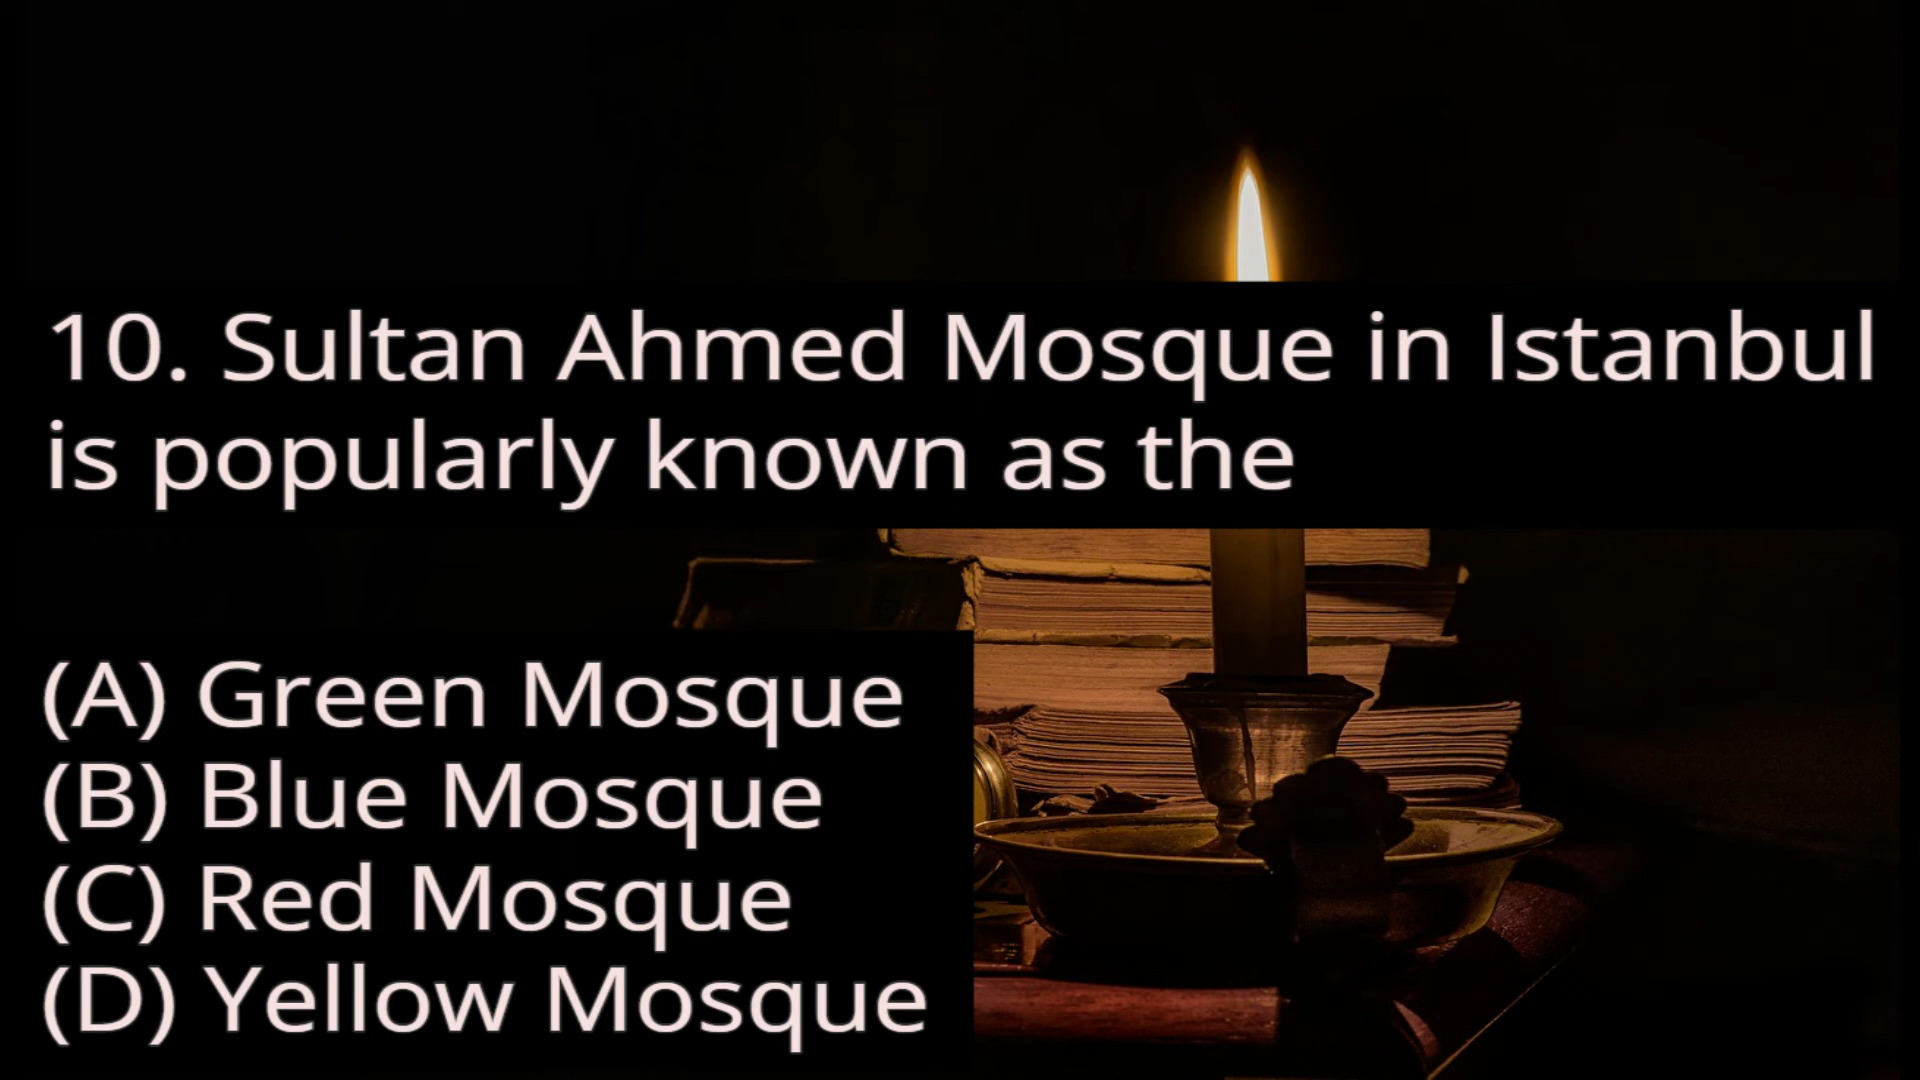 10. Sultan Ahmed Mosque in Istanbul
is popularly known as the
(A) Green Mosque
(B) Blue Mosque
(C) Red Mosque
(D) Yellow Mosque